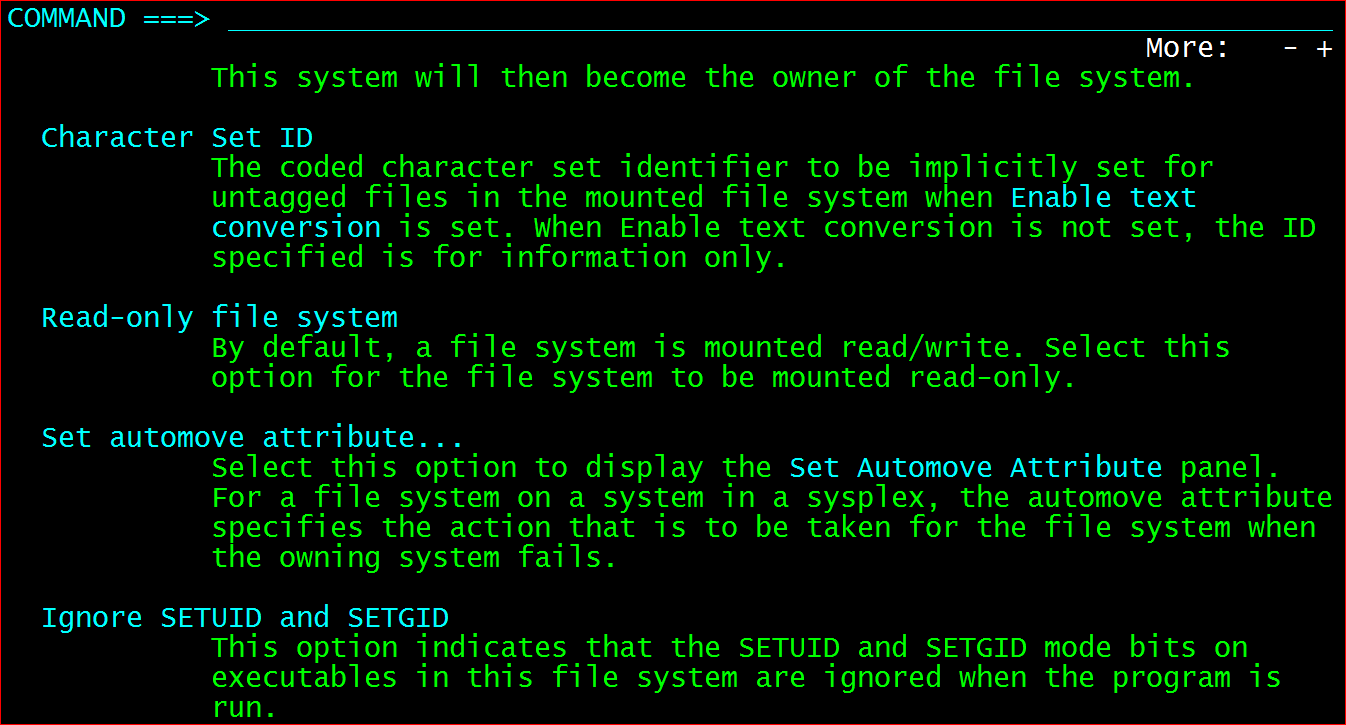 COMMAND ===>
More: - +
This system will then become the owner of the file system.
Character Set ID
The coded character set identifier to be implicitly set for
untagged files in the mounted file system when Enable text
conversion is set. When Enable text conversion is not set, the ID
specified is for information only.
Read-only file system
By default, a file system is mounted read/write. Select this
option for the file system to be mounted read-only.
Set automove attribute...
Select this option to display the Set Automove Attribute panel.
For a file system on a system in a sysplex, the automove attribute
specifies the action that is to be taken for the file system when
the owning system fails.
Ignore SETUID and SETGID
This option indicates that the SETUID and SETGID mode bits on
executables in this file system are ignored when the program is
run.